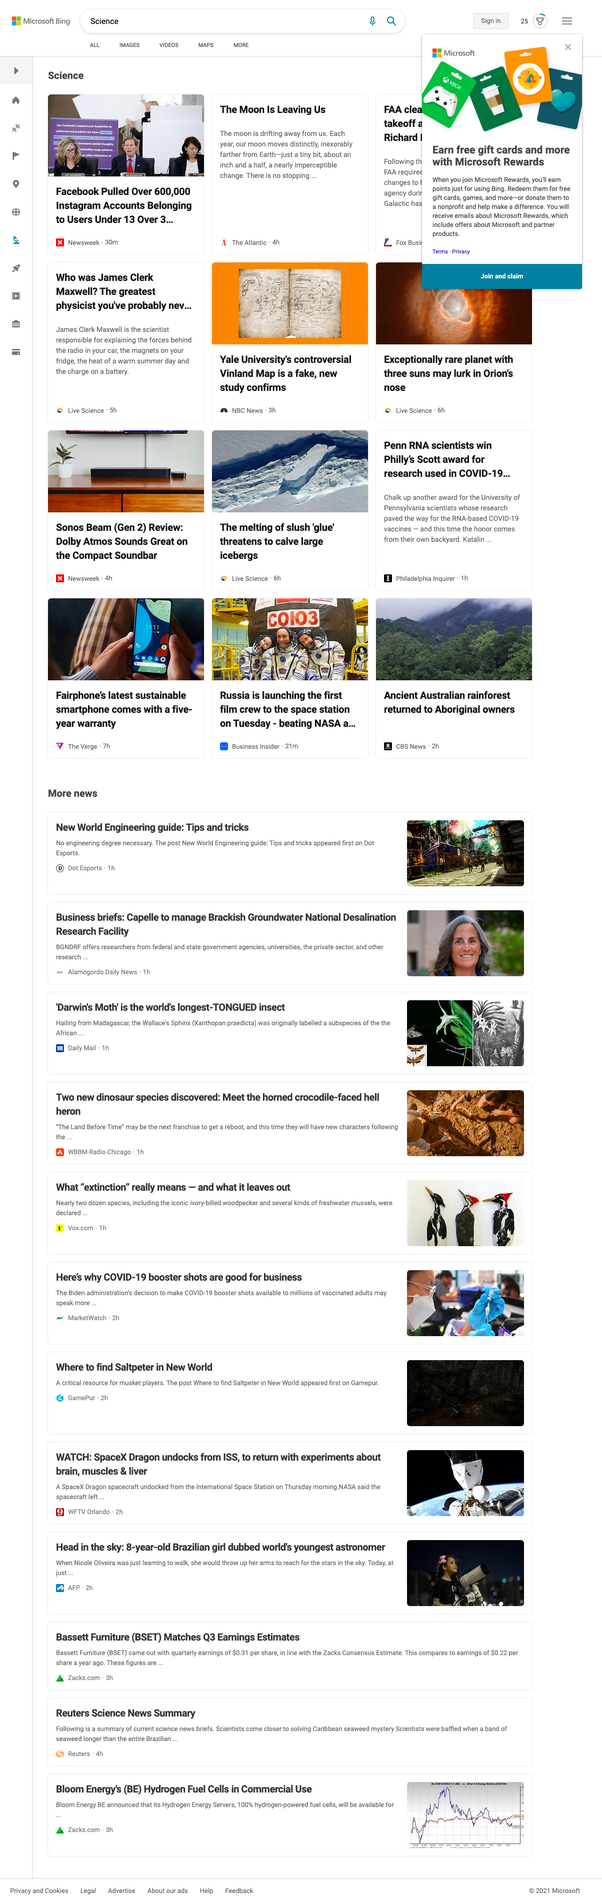 Microsoft Bing
Science
Sign in
25
ALL IMAGES VIDEOS MAPS MORE
Microsoft
XBOX
Earn free gift cards and more
with Microsoft Rewards
When you join Microsoft Rewards, you'll earn
points just for using Bing. Redeem them for free
gift cards, games, and more—or donate them to
a nonprofit and help make a difference. You will
receive emails about Microsoft Rewards, which
include offers about Microsoft and partner
products.
Terms · Privacy
Join and claim
Science
Facebook Pulled Over 600,000
Instagram Accounts Belonging
to Users Under 13 Over 3...
Newsweek · 30m
The Moon Is Leaving Us
The moon is drifting away from us. Each
year, our moon moves distinctly, inexorably
farther from Earth—just a tiny bit, about an
inch and a half, a nearly imperceptible
change. There is no stopping ...
The Atlantic · 4h
FAA clea
takeoff a
Richard
Following th
FAA required
changes to h
agency durin
Galactic has
Fox Busi
Who was James Clerk
Maxwell? The greatest
physicist you've probably nev...
James Clerk Maxwell is the scientist
responsible for explaining the forces behind
the radio in your car, the magnets on your
fridge, the heat of a warm summer day and
the charge on a battery.
Live Science · 5h
Yale University's controversial
Vinland Map is a fake, new
study confirms
NBC News · 3h
Exceptionally rare planet with
three suns may lurk in Orion's
nose
Live Science · 6h
Sonos Beam (Gen 2) Review:
Dolby Atmos Sounds Great on
the Compact Soundbar
Newsweek · 4h
The melting of slush 'glue'
threatens to calve large
icebergs
Live Science · 6h
Penn RNA scientists win
Philly's Scott award for
research used in COVID-19...
Chalk up another award for the University of
Pennsylvania scientists whose research
paved the way for the RNA-based COVID-19
vaccines — and this time the honor comes
from their own backyard. Katalin ...
Philadelphia Inquirer · 1h
Fairphone's latest sustainable
smartphone comes with a five-
year warranty
The Verge · 7h
СОЮЗ
Russia is launching the first
film crew to the space station
on Tuesday - beating NASA a...
Business Insider · 21m
Ancient Australian rainforest
returned to Aboriginal owners
CBS News · 2h
More news
New World Engineering guide: Tips and tricks
No engineering degree necessary. The post New World Engineering guide: Tips and tricks appeared first on Dot
Esports.
Dot Esports · 1h
Business briefs: Capelle to manage Brackish Groundwater National Desalination
Research Facility
BGNDRF offers researchers from federal and state government agencies, universities, the private sector, and other
research ...
Alamogordo Daily News · 1h
'Darwin's Moth' is the world's longest-TONGUED insect
Hailing from Madagascar, the Wallace's Sphinx (Xanthopan praedicta) was originally labelled a subspecies of the the
African ...
Daily Mail · 1h
Two new dinosaur species discovered: Meet the horned crocodile-faced hell
heron
"The Land Before Time" may be the next franchise to get a reboot, and this time they will have new characters following
the ...
WBBM Radio Chicago · 1h
What "extinction" really means — and what it leaves out
Nearly two dozen species, including the iconic ivory-billed woodpecker and several kinds of freshwater mussels, were
declared ...
Vox.com · 1h
Here's why COVID-19 booster shots are good for business
The Biden administration's decision to make COVID-19 booster shots available to millions of vaccinated adults may
speak more ...
MarketWatch · 2h
Where to find Saltpeter in New World
A critical resource for musket players. The post Where to find Saltpeter in New World appeared first on Gamepur.
GamePur · 2h
WATCH: SpaceX Dragon undocks from ISS, to return with experiments about
brain, muscles & liver
A SpaceX Dragon spacecraft undocked from the International Space Station on Thursday morning.NASA said the
spacecraft left ...
WFTV Orlando · 2h
Head in the sky: 8-year-old Brazilian girl dubbed world's youngest astronomer
When Nicole Oliveira was just learning to walk, she would throw up her arms to reach for the stars in the sky. Today, at
just ...
AFP · 2h
Bassett Furniture (BSET) Matches Q3 Earnings Estimates
Bassett Furniture (BSET) came out with quarterly earnings of $0.31 per share, in line with the Zacks Consensus Estimate. This compares to earnings of $0.22 per
share a year ago. These figures are ...
Zacks.com · 3h
Reuters Science News Summary
Following is a summary of current science news briefs. Scientists come closer to solving Caribbean seaweed mystery Scientists were baffled when a band of
seaweed longer than the entire Brazilian ...
Reuters · 4h
Bloom Energy's (BE) Hydrogen Fuel Cells in Commercial Use
Bloom Energy BE announced that its Hydrogen Energy Servers, 100% hydrogen-powered fuel cells, will be available for
...
Zacks.com · 3h
Privacy and Cookies Legal Advertise About our ads Help Feedback
© 2021 Microsoft